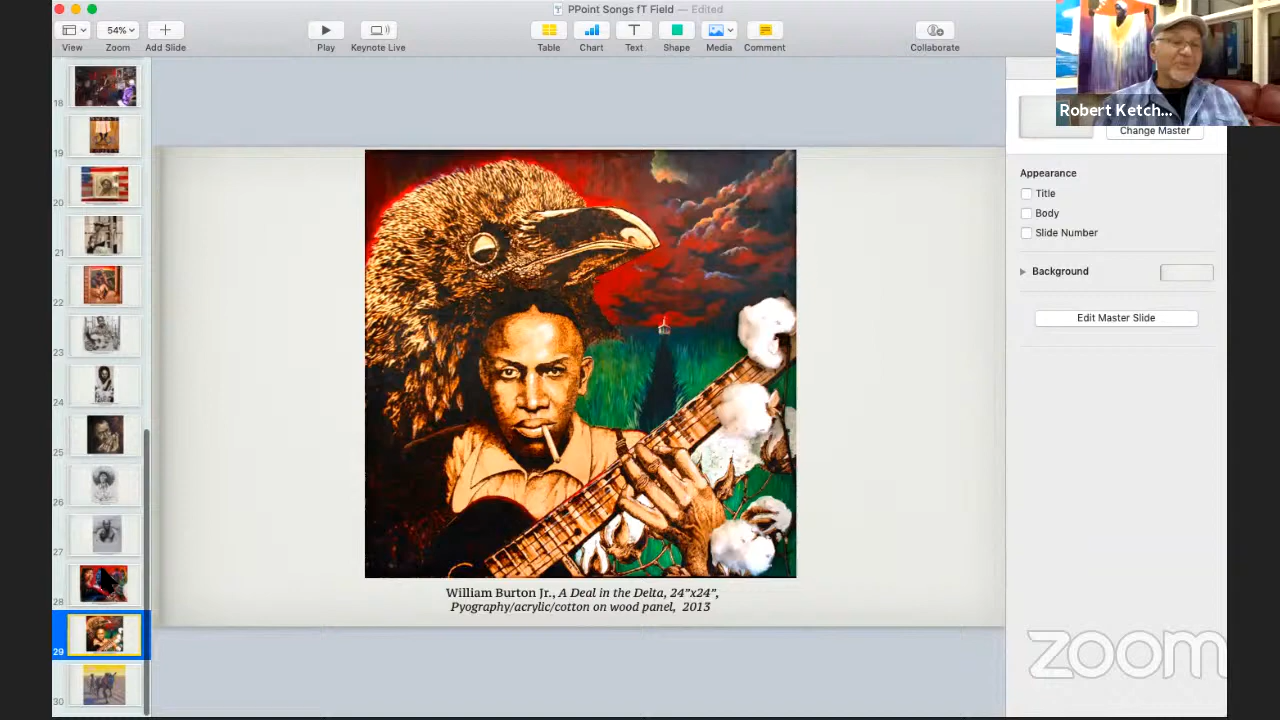 PPoint Songs fT Field — Edited
54%
View Zoom Add Slide Play Keynote Live Table Chart Text Shape Media Comment Collaborate
Robert Ketch...
Change Master
Appearance
Title
Body
Slide Number
Background
Edit Master Slide
18
19
20
21
22
23
24
25
26
27
28
29
30
William Burton Jr., A Deal in the Delta, 24"x24",
Pyography/acrylic/cotton on wood panel, 2013
zoom